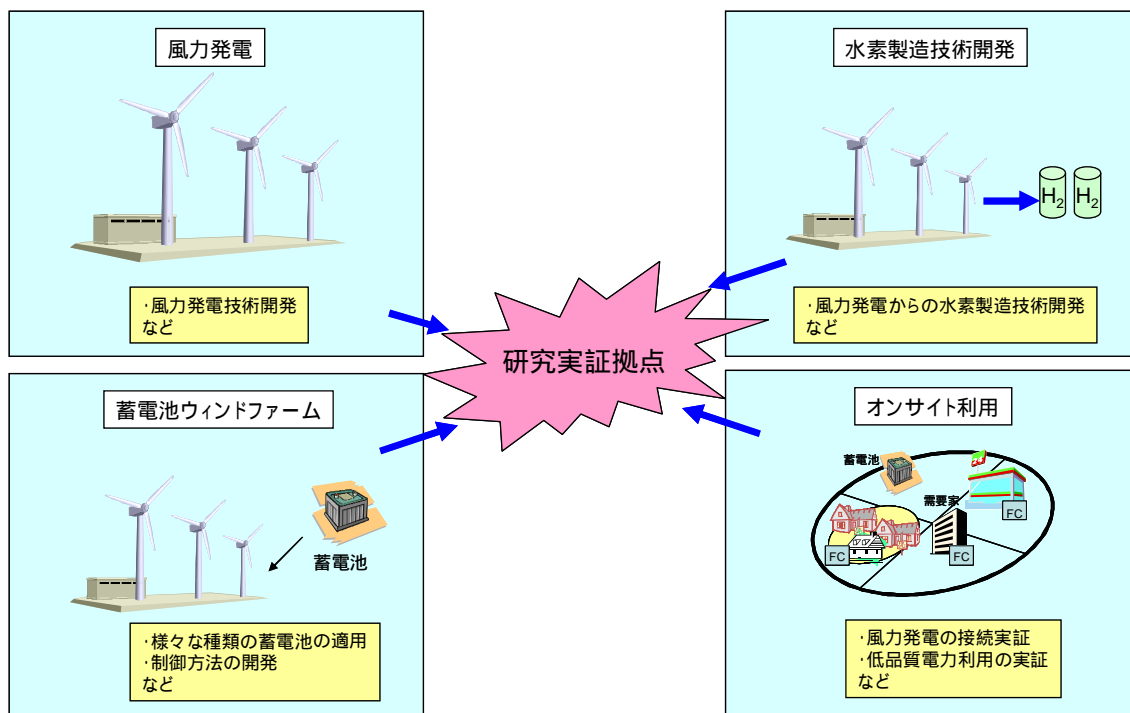 風力発電
・風力発電技術開発
など
水素製造技術開発
H₂ H₂
・風力発電からの水素製造技術開発
など
研究実証拠点
蓄電池ウィンドファーム
蓄電池
・様々な種類の蓄電池の適用
・制御方法の開発
など
オンサイト利用
蓄電池
需要家
FC
FC
FC
・風力発電の接続実証
・低品質電力利用の実証
など